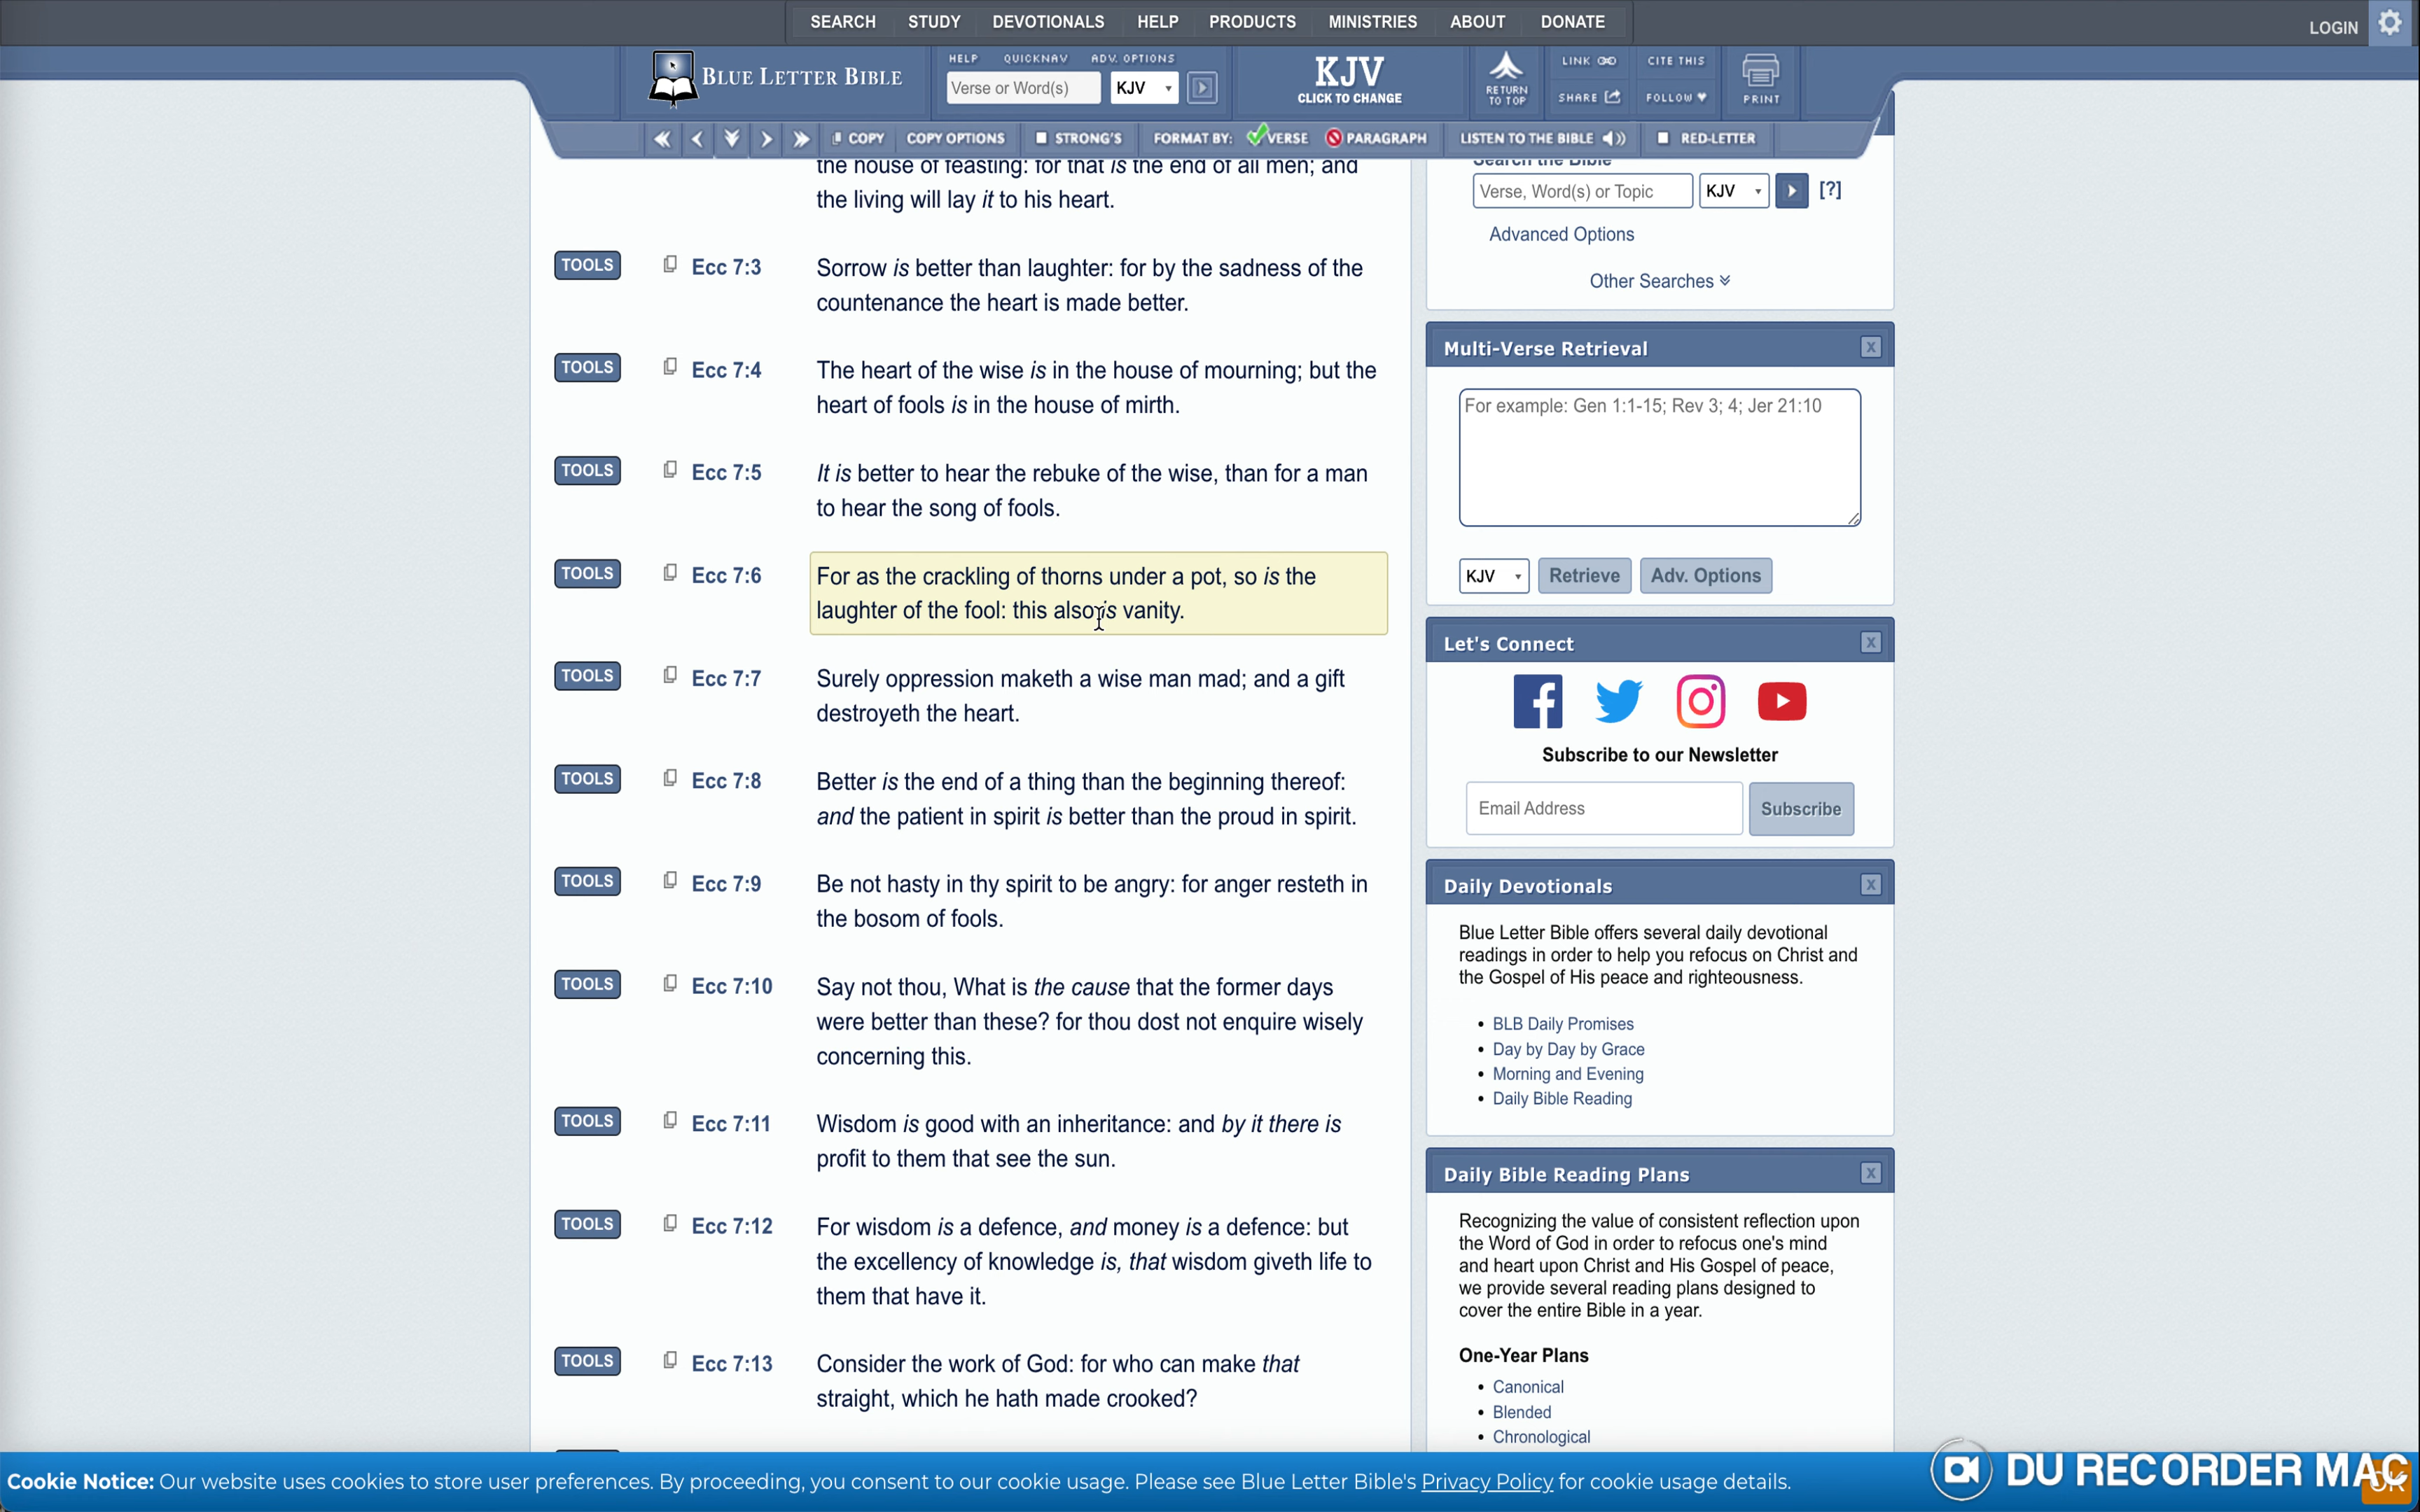 SEARCH STUDY DEVOTIONALS HELP PRODUCTS MINISTRIES ABOUT DONATE
LOGIN
BLUE LETTER BIBLE
HELP QUICKNAV ADV. OPTIONS
Verse or Word(s) KJV
KJV
CLICK TO CHANGE
RETURN
TO TOP
LINK
SHARE
CITE THIS
FOLLOW
PRINT
COPY COPY OPTIONS STRONG'S FORMAT BY: VERSE PARAGRAPH LISTEN TO THE BIBLE RED-LETTER
the house of feasting: for that is the end of all men; and
the living will lay it to his heart.
TOOLS Ecc 7:3 Sorrow is better than laughter: for by the sadness of the
countenance the heart is made better.
TOOLS Ecc 7:4 The heart of the wise is in the house of mourning; but the
heart of fools is in the house of mirth.
TOOLS Ecc 7:5 It is better to hear the rebuke of the wise, than for a man
to hear the song of fools.
TOOLS Ecc 7:6 For as the crackling of thorns under a pot, so is the
laughter of the fool: this also is vanity.
TOOLS Ecc 7:7 Surely oppression maketh a wise man mad; and a gift
destroyeth the heart.
TOOLS Ecc 7:8 Better is the end of a thing than the beginning thereof:
and the patient in spirit is better than the proud in spirit.
TOOLS Ecc 7:9 Be not hasty in thy spirit to be angry: for anger resteth in
the bosom of fools.
TOOLS Ecc 7:10 Say not thou, What is the cause that the former days
were better than these? for thou dost not enquire wisely
concerning this.
TOOLS Ecc 7:11 Wisdom is good with an inheritance: and by it there is
profit to them that see the sun.
TOOLS Ecc 7:12 For wisdom is a defence, and money is a defence: but
the excellency of knowledge is, that wisdom giveth life to
them that have it.
TOOLS Ecc 7:13 Consider the work of God: for who can make that
straight, which he hath made crooked?
Search the Bible
Verse, Word(s) or Topic KJV [?]
Advanced Options
Other Searches
Multi-Verse Retrieval X
For example: Gen 1:1-15; Rev 3; 4; Jer 21:10
KJV Retrieve Adv. Options
Let's Connect X
Subscribe to our Newsletter
Email Address Subscribe
Daily Devotionals X
Blue Letter Bible offers several daily devotional
readings in order to help you refocus on Christ and
the Gospel of His peace and righteousness.
• BLB Daily Promises
• Day by Day by Grace
• Morning and Evening
• Daily Bible Reading
Daily Bible Reading Plans X
Recognizing the value of consistent reflection upon
the Word of God in order to refocus one's mind
and heart upon Christ and His Gospel of peace,
we provide several reading plans designed to
cover the entire Bible in a year.
One-Year Plans
• Canonical
• Blended
• Chronological
Cookie Notice: Our website uses cookies to store user preferences. By proceeding, you consent to our cookie usage. Please see Blue Letter Bible's Privacy Policy for cookie usage details.
OK
DU RECORDER MAC